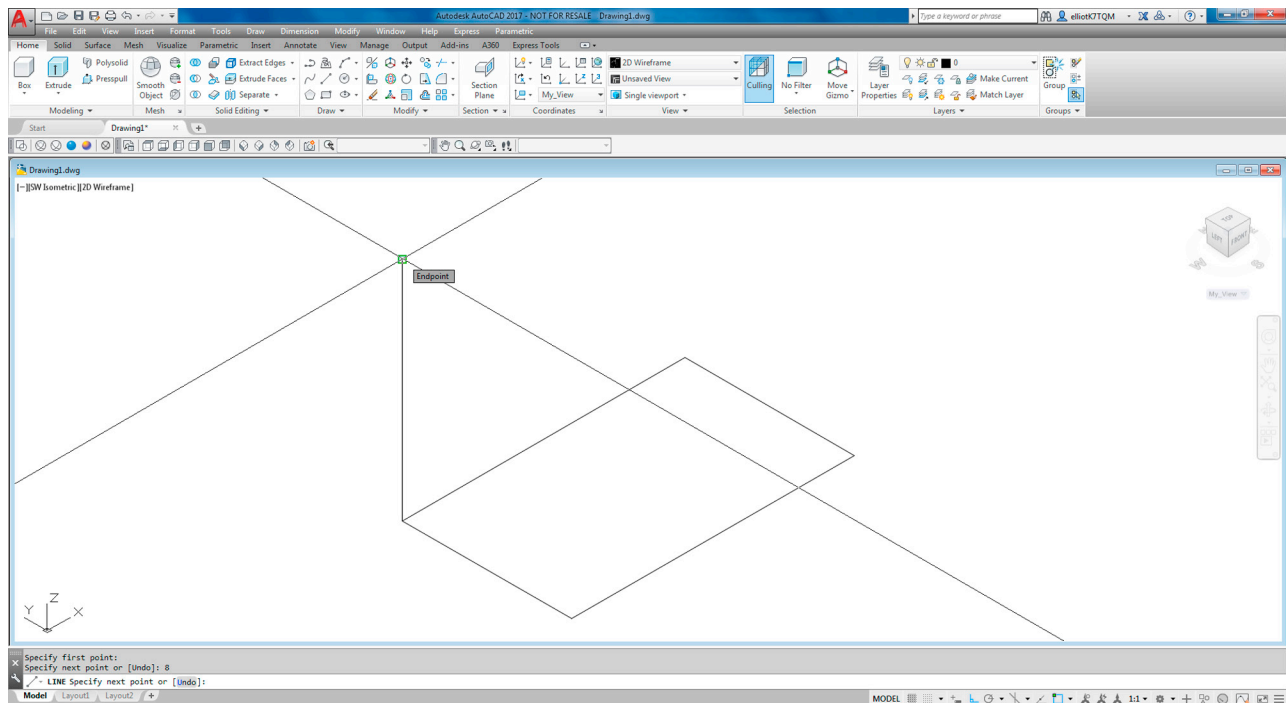 Autodesk AutoCAD 2017 - NOT FOR RESALE Drawing1.dwg
Type a keyword or phrase
elliotK7TQM
File Edit View Insert Format Tools Draw Dimension Modify Window Help Express Parametric
Home Solid Surface Mesh Visualize Parametric Insert Annotate View Manage Output Add-ins A360 Express Tools
Polysolid Extract Edges 2D Wireframe 0
Presspull Extrude Faces Unsaved View Make Current
Box Extrude Smooth Object Separate Section Plane My_View Single viewport Culling No Filter Move Gizmo Layer Properties Match Layer Group
Modeling Mesh Solid Editing Draw Modify Section Coordinates View Selection Layers Groups
Start Drawing1*
Drawing1.dwg
[−][SW Isometric][2D Wireframe]
TOP
LEFT FRONT
Endpoint
My_View
Z
Y X
Specify first point:
Specify next point or [Undo]: 8
LINE Specify next point or [Undo]:
Model Layout1 Layout2 +
MODEL 1:1